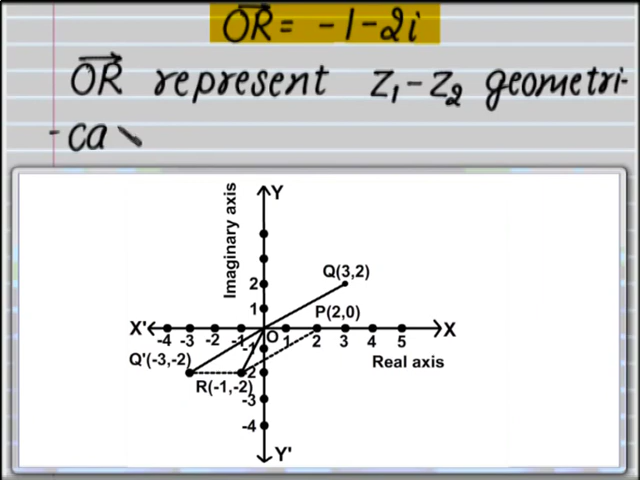 OR = -1-2i
OR represent z₁-z₂ geometri-
-ca
Y
Imaginary axis
Q(3,2)
2
1
P(2,0)
X' -4 -3 -2 -1 O 1 2 3 4 5 X
-1
Real axis
Q'(-3,-2)
-2
R(-1,-2)
-3
-4
Y'